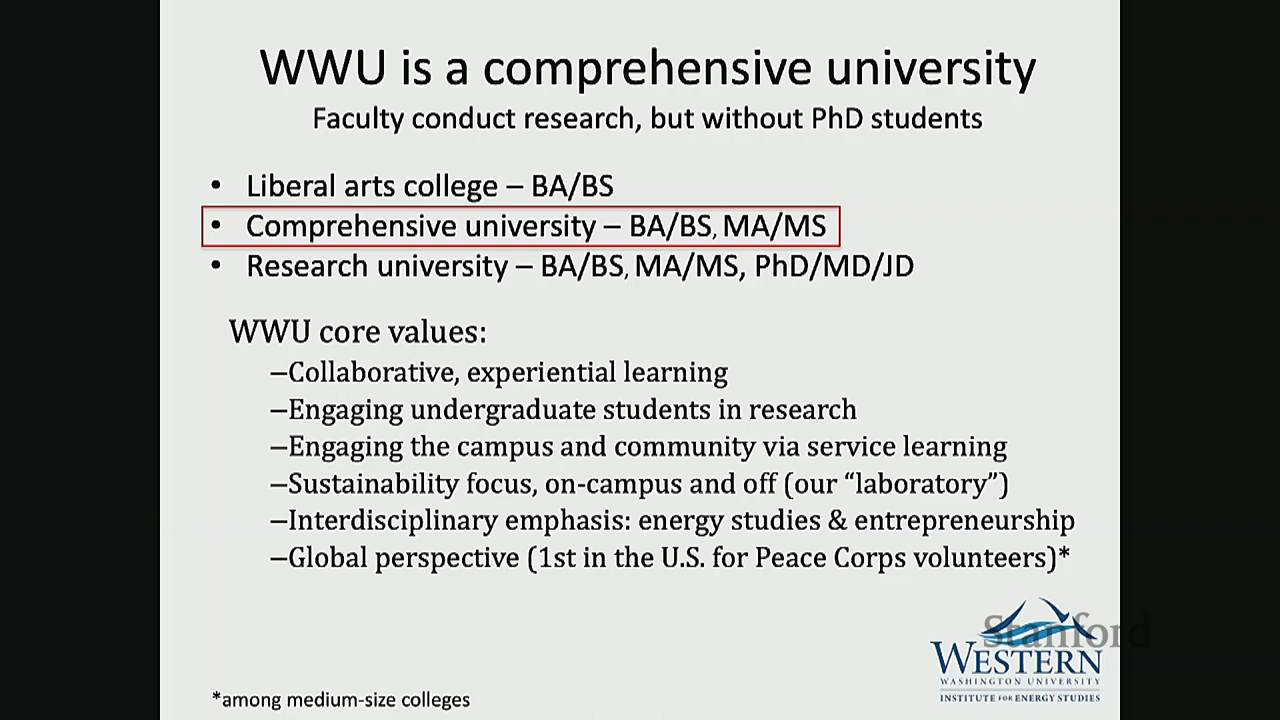 WWU is a comprehensive university
Faculty conduct research, but without PhD students
• Liberal arts college – BA/BS
• Comprehensive university – BA/BS, MA/MS
• Research university – BA/BS, MA/MS, PhD/MD/JD
WWU core values:
–Collaborative, experiential learning
–Engaging undergraduate students in research
–Engaging the campus and community via service learning
–Sustainability focus, on-campus and off (our “laboratory”)
–Interdisciplinary emphasis: energy studies & entrepreneurship
–Global perspective (1st in the U.S. for Peace Corps volunteers)*
Stanford
WESTERN
WASHINGTON UNIVERSITY
INSTITUTE FOR ENERGY STUDIES
*among medium-size colleges